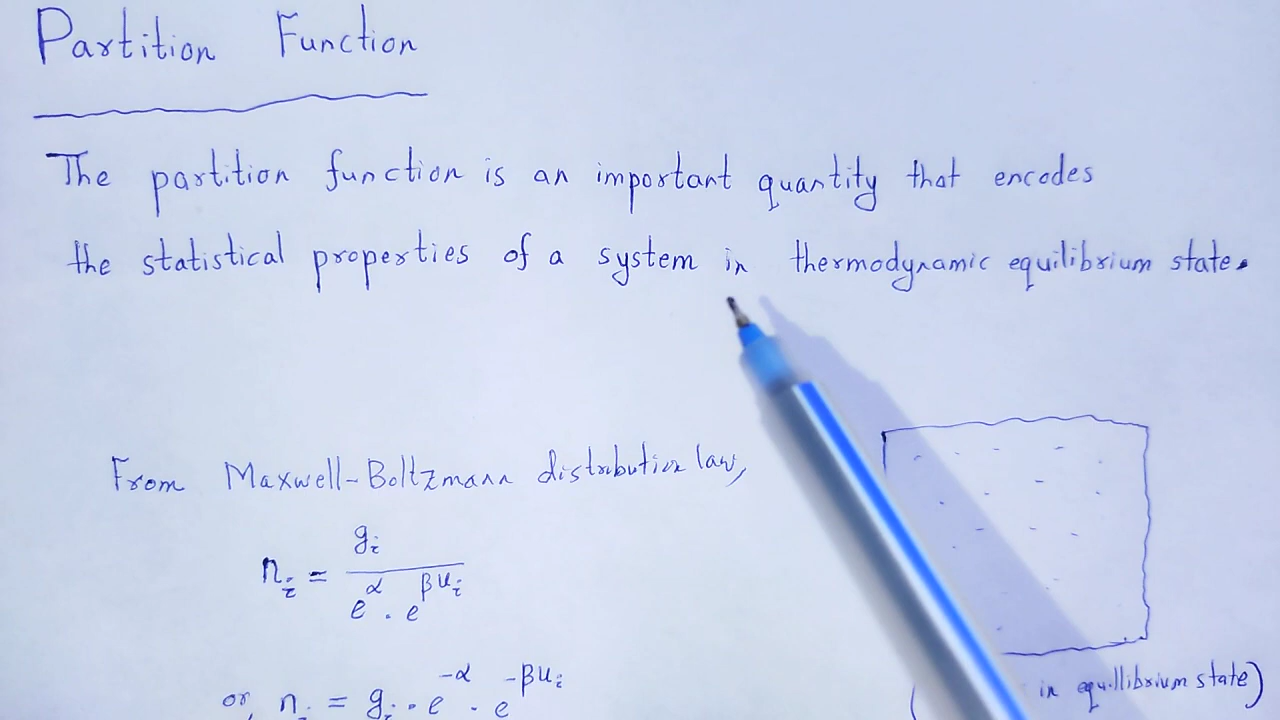 Partition Function
The partition function is an important quantity that encodes
the statistical properties of a system in thermodynamic equilibrium state.
From Maxwell-Boltzmann distribution law,
nᵢ = gᵢ / e^α . e^βuᵢ
or, nᵢ = gᵢ . e^-α . e^-βuᵢ
( in equillibrium state)